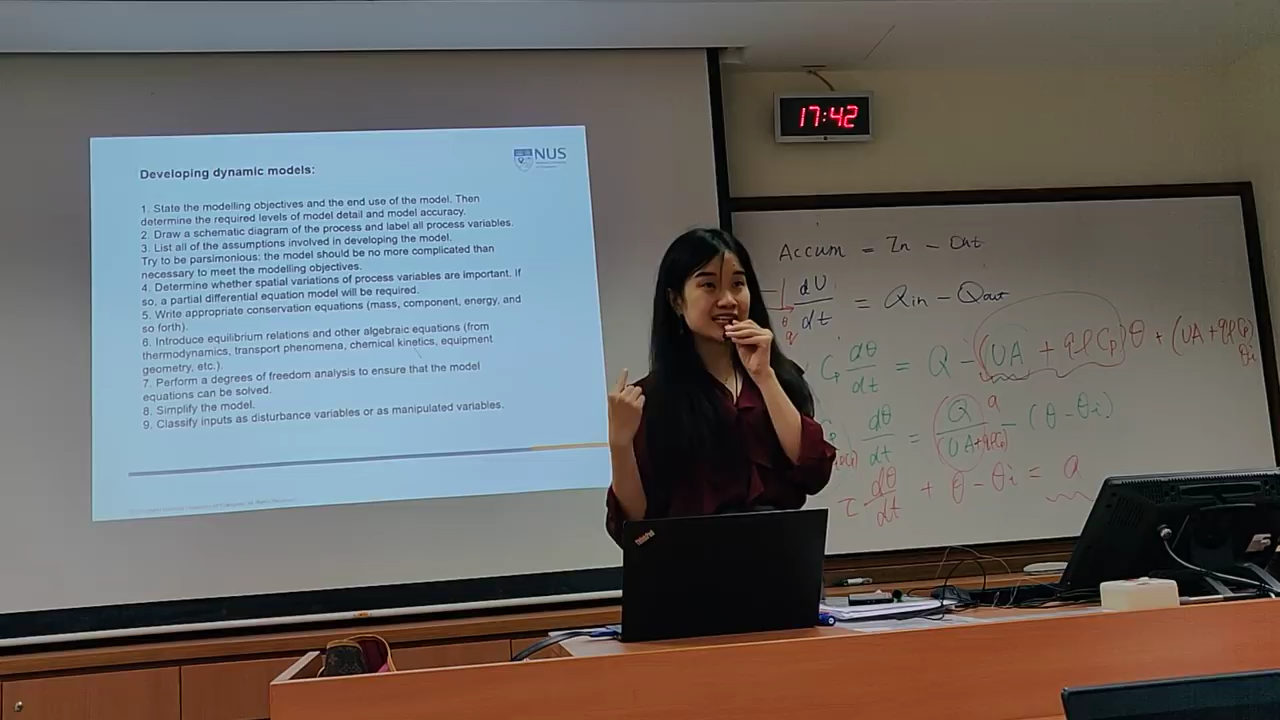 Developing dynamic models:
NUS
1. State the modelling objectives and the end use of the model. Then
determine the required levels of model detail and model accuracy.
2. Draw a schematic diagram of the process and label all process variables.
3. List all of the assumptions involved in developing the model.
Try to be parsimonious: the model should be no more complicated than
necessary to meet the modelling objectives.
4. Determine whether spatial variations of process variables are important. If
so, a partial differential equation model will be required.
5. Write appropriate conservation equations (mass, component, energy, and
so forth).
6. Introduce equilibrium relations and other algebraic equations (from
thermodynamics, transport phenomena, chemical kinetics, equipment
geometry, etc.).
7. Perform a degrees of freedom analysis to ensure that the model
equations can be solved.
8. Simplify the model.
9. Classify inputs as disturbance variables or as manipulated variables.
17:42
Accum = In - Out
dU/dt = Qin - Qout
dθ/dt = Q - (UA + qρCp)θ + (UA + qρCp)θi
dθ/dt = Q/(UA+qρCp) - (θ - θi)
a
τ dθ/dt + θ - θi = a
ThinkPad